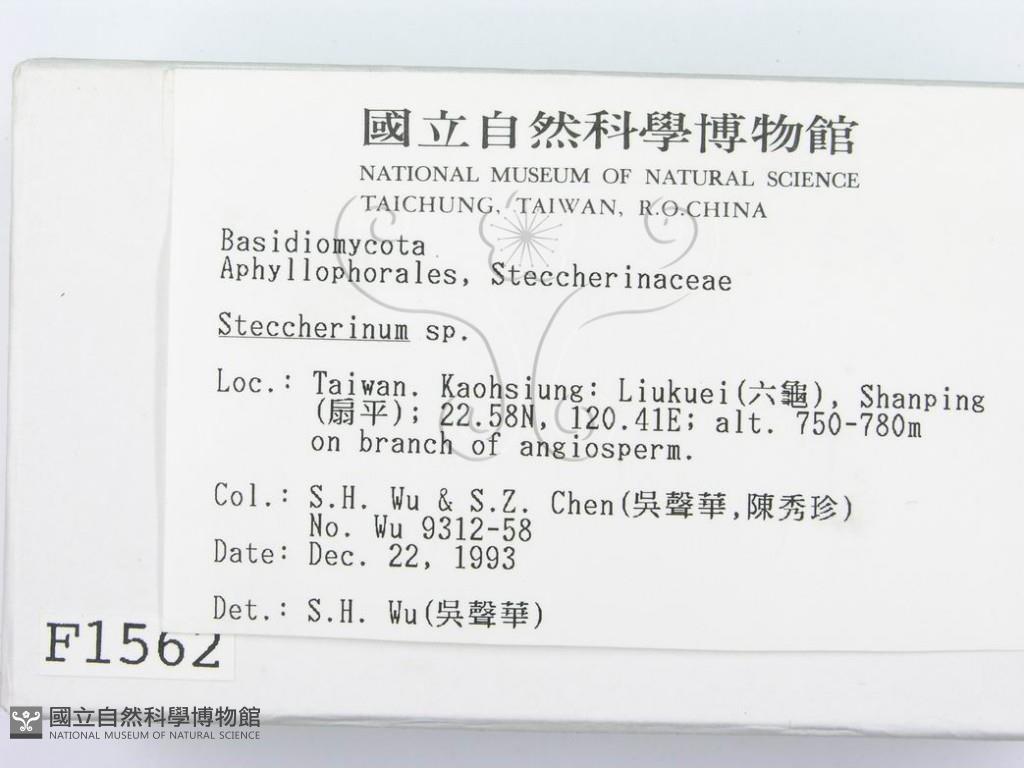 國立自然科學博物館
NATIONAL MUSEUM OF NATURAL SCIENCE
TAICHUNG, TAIWAN, R.O.CHINA
Basidiomycota
Aphyllophorales, Steccherinaceae
Steccherinum sp.
Loc.: Taiwan. Kaohsiung: Liukuei(六龜), Shanping
(扇平); 22.58N, 120.41E; alt. 750-780m
on branch of angiosperm.
Col.: S.H. Wu & S.Z. Chen(吳聲華,陳秀珍)
No. Wu 9312-58
Date: Dec. 22, 1993
Det.: S.H. Wu(吳聲華)
F1562
國立自然科學博物館
NATIONAL MUSEUM OF NATURAL SCIENCE